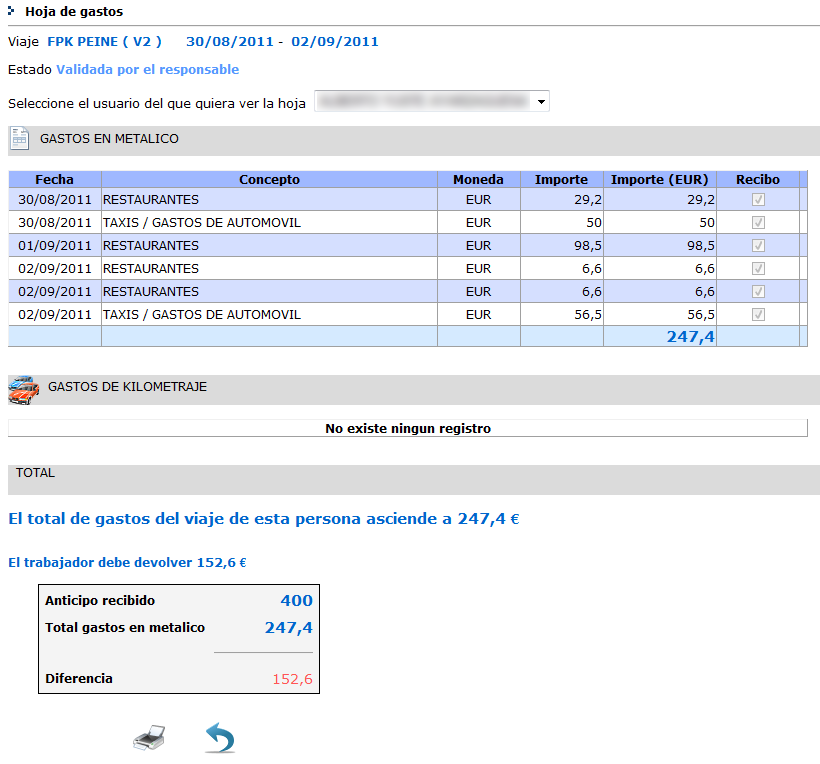 Hoja de gastos
Viaje FPK PEINE ( V2 ) 30/08/2011 - 02/09/2011
Estado Validada por el responsable
Seleccione el usuario del que quiera ver la hoja
GASTOS EN METALICO
Fecha Concepto Moneda Importe Importe (EUR) Recibo
30/08/2011 RESTAURANTES EUR 29,2 29,2
30/08/2011 TAXIS / GASTOS DE AUTOMOVIL EUR 50 50
01/09/2011 RESTAURANTES EUR 98,5 98,5
02/09/2011 RESTAURANTES EUR 6,6 6,6
02/09/2011 RESTAURANTES EUR 6,6 6,6
02/09/2011 TAXIS / GASTOS DE AUTOMOVIL EUR 56,5 56,5
247,4
GASTOS DE KILOMETRAJE
No existe ningun registro
TOTAL
El total de gastos del viaje de esta persona asciende a 247,4 €
El trabajador debe devolver 152,6 €
Anticipo recibido 400
Total gastos en metalico 247,4
Diferencia 152,6